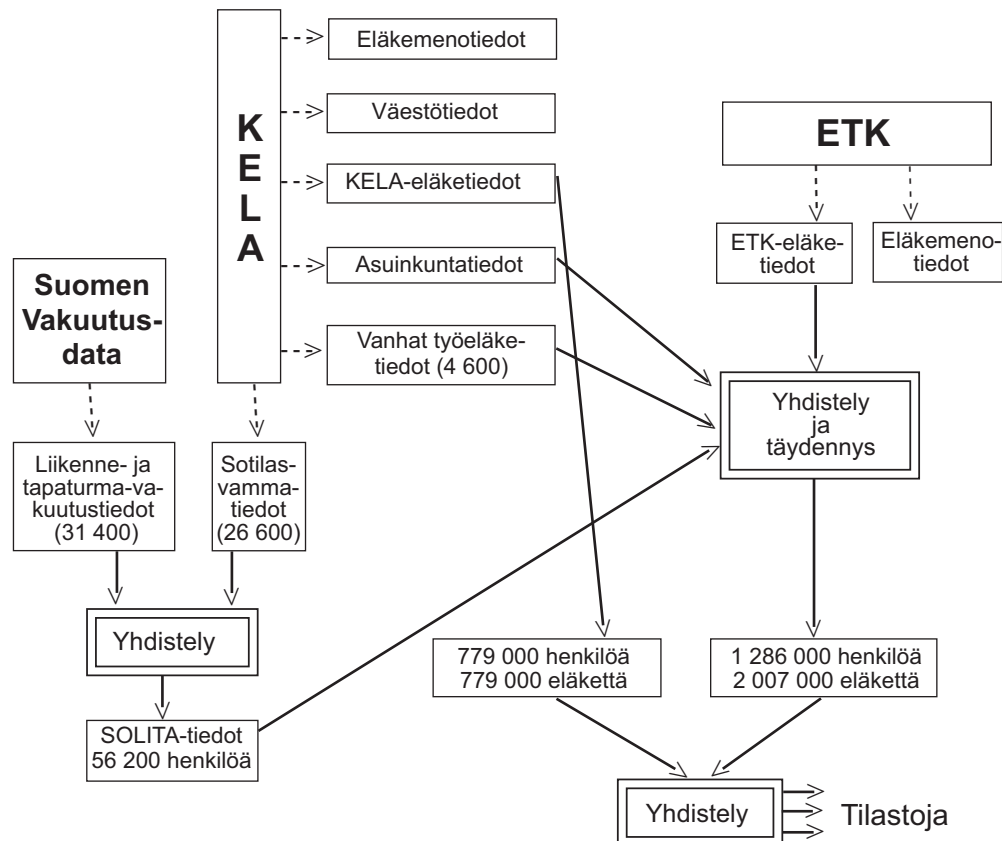 Eläkemenotiedot
Väestötiedot
KELA
KELA-eläketiedot
Asuinkuntatiedot
Vanhat työeläke-
tiedot (4 600)
ETK
ETK-eläke-
tiedot
Eläkemeno-
tiedot
Suomen
Vakuutus-
data
Yhdistely
ja
täydennys
Liikenne- ja
tapaturma-va-
kuutustiedot
(31 400)
Sotilas-
vamma-
tiedot
(26 600)
Yhdistely
SOLITA-tiedot
56 200 henkilöä
779 000 henkilöä
779 000 eläkettä
1 286 000 henkilöä
2 007 000 eläkettä
Yhdistely
Tilastoja